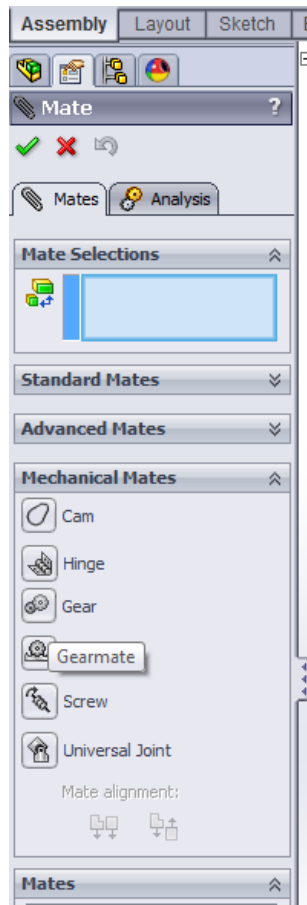 Assembly Layout Sketch
Mate ?
Mates Analysis
Mate Selections
Standard Mates
Advanced Mates
Mechanical Mates
Cam
Hinge
Gear
Gearmate
Screw
Universal Joint
Mate alignment:
Mates